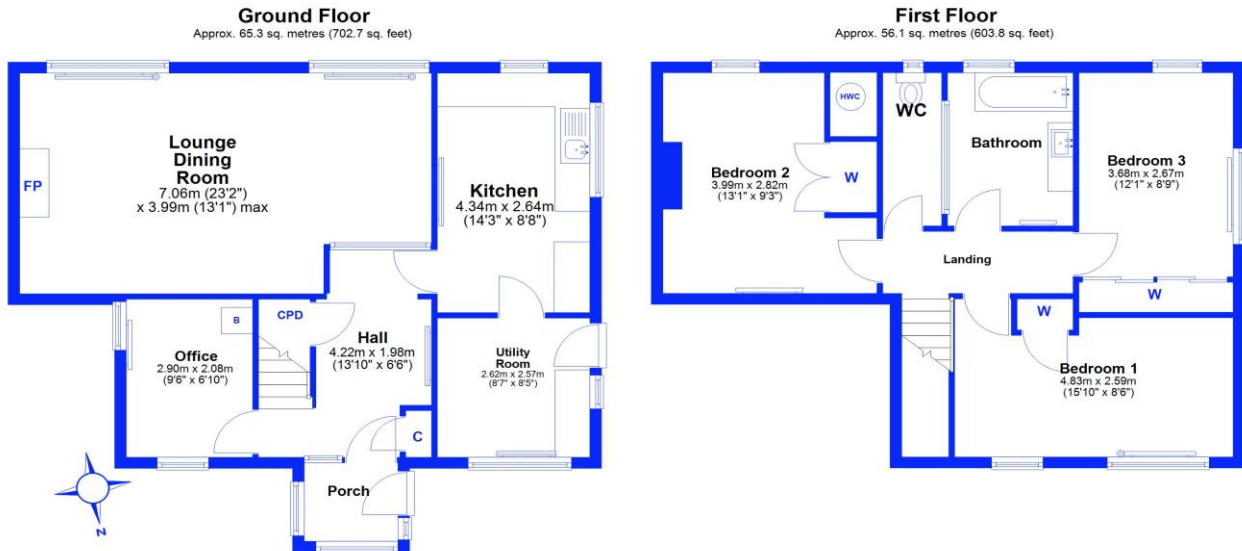 Ground Floor
Approx. 65.3 sq. metres (702.7 sq. feet)
Lounge
Dining
Room
7.06m (23'2")
x 3.99m (13'1") max
FP
Kitchen
4.34m x 2.64m
(14'3" x 8'8")
Office
2.90m x 2.08m
(9'6" x 6'10")
B
CPD
Hall
4.22m x 1.98m
(13'10" x 6'6")
Utility
Room
2.62m x 2.57m
(8'7" x 8'5")
C
Porch
N
First Floor
Approx. 56.1 sq. metres (603.8 sq. feet)
Bedroom 2
3.99m x 2.82m
(13'1" x 9'3")
HWC
W
WC
Bathroom
Bedroom 3
3.68m x 2.67m
(12'1" x 8'9")
Landing
W
W
Bedroom 1
4.83m x 2.59m
(15'10" x 8'6")